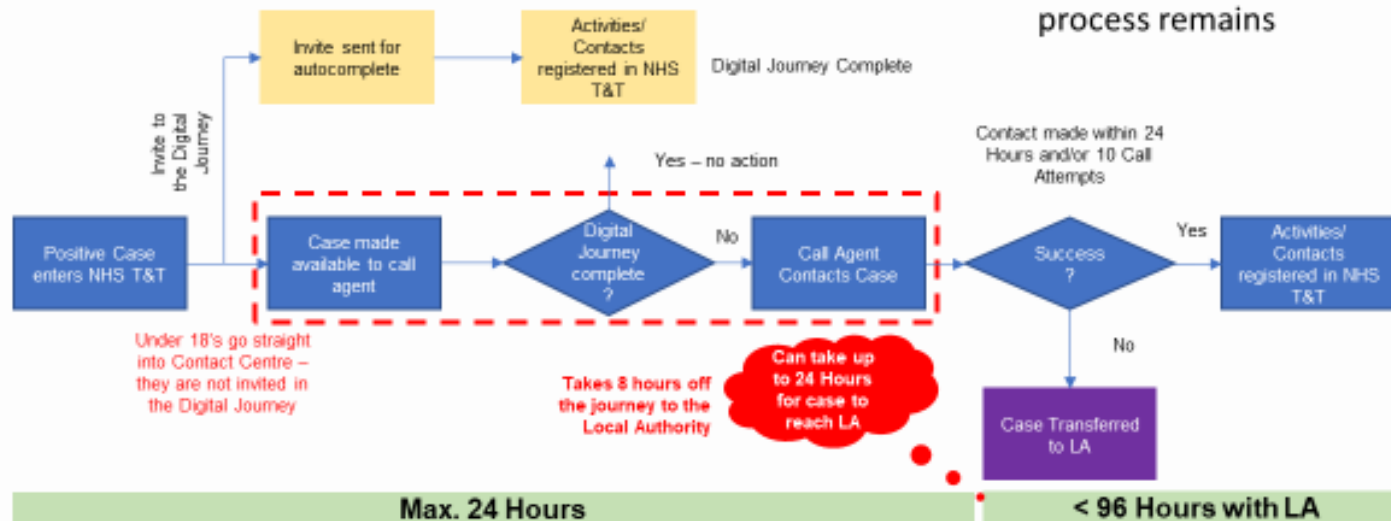 process remains
Invite sent for
autocomplete
Activities/
Contacts
registered in NHS
T&T
Digital Journey Complete
Invite to
the Digital
Journey
Yes – no action
Contact made within 24
Hours and/or 10 Call
Attempts
Positive Case
enters NHS T&T
Case made
available to call
agent
Digital
Journey
complete
?
No
Call Agent
Contacts Case
Success
?
Yes
Activities/
Contacts
registered in NHS
T&T
Under 18's go straight
into Contact Centre –
they are not invited in
the Digital Journey
Takes 8 hours off
the journey to the
Local Authority
Can take up
to 24 Hours
for case to
reach LA
No
Case Transferred
to LA
Max. 24 Hours
< 96 Hours with LA